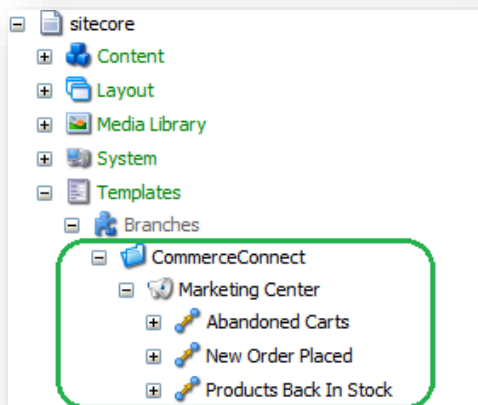 sitecore
Content
Layout
Media Library
System
Templates
Branches
CommerceConnect
Marketing Center
Abandoned Carts
New Order Placed
Products Back In Stock